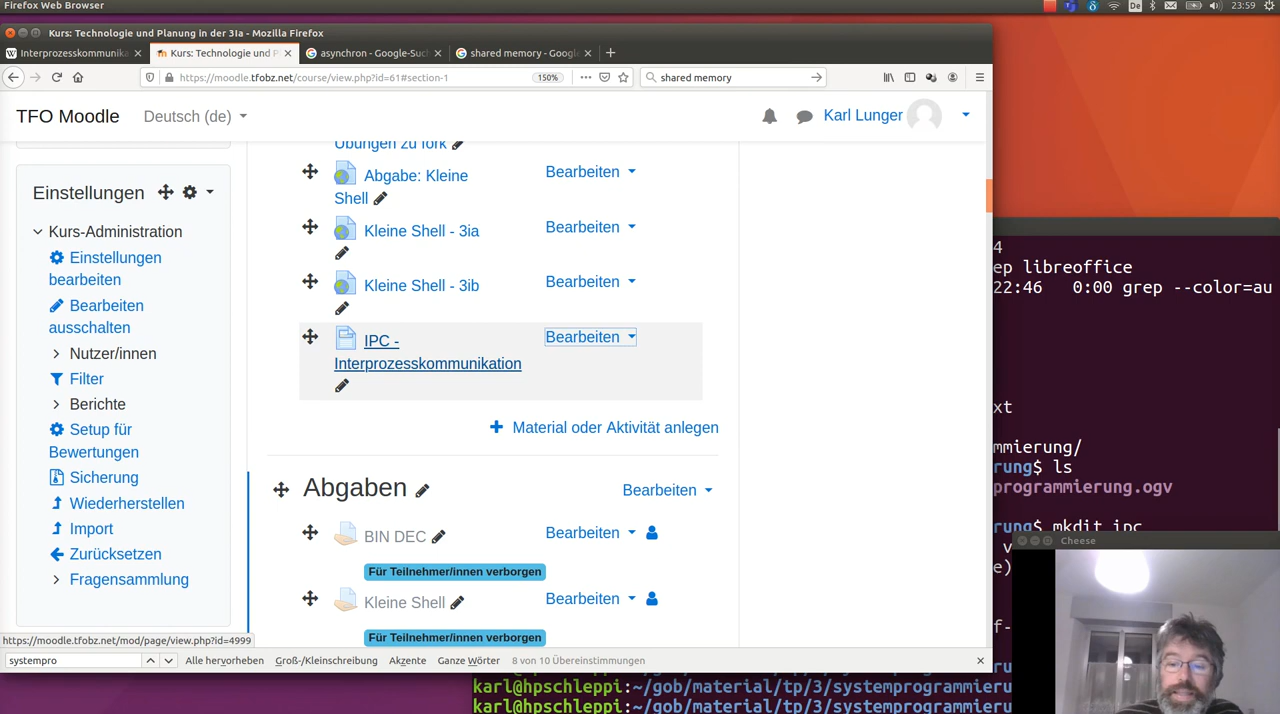 Firefox Web Browser
De
23:59
Kurs: Technologie und Planung in der 3Ia - Mozilla Firefox
Interprozesskommunika
Kurs: Technologie und P
asynchron - Google-Suc
shared memory - Goog
https://moodle.tfobz.net/course/view.php?id=61#section-1
150%
shared memory
TFO Moodle
Deutsch (de)
Karl Lunger
Einstellungen
Kurs-Administration
Einstellungen
bearbeiten
Bearbeiten
ausschalten
Nutzer/innen
Filter
Berichte
Setup für
Bewertungen
Sicherung
Wiederherstellen
Import
Zurücksetzen
Fragensammlung
Übungen zu fork
Abgabe: Kleine
Shell
Bearbeiten
Kleine Shell - 3ia
Bearbeiten
Kleine Shell - 3ib
Bearbeiten
IPC -
Interprozesskommunikation
Bearbeiten
Material oder Aktivität anlegen
Abgaben
Bearbeiten
BIN DEC
Bearbeiten
Für Teilnehmer/innen verborgen
Kleine Shell
Bearbeiten
Für Teilnehmer/innen verborgen
https://moodle.tfobz.net/mod/page/view.php?id=4999
systempro
Alle hervorheben
Groß-/Kleinschreibung
Akzente
Ganze Wörter
8 von 10 Übereinstimmungen
4
ep libreoffice
22:46 0:00 grep --color=au
xt
mmierung/
rung$ ls
programmierung.ogv
rung$ mkdit ipc
Cheese
v
e)
f-
karl@hpschleppi:~/gob/material/tp/3/systemprogrammieru
karl@hpschleppi:~/gob/material/tp/3/systemprogrammieru